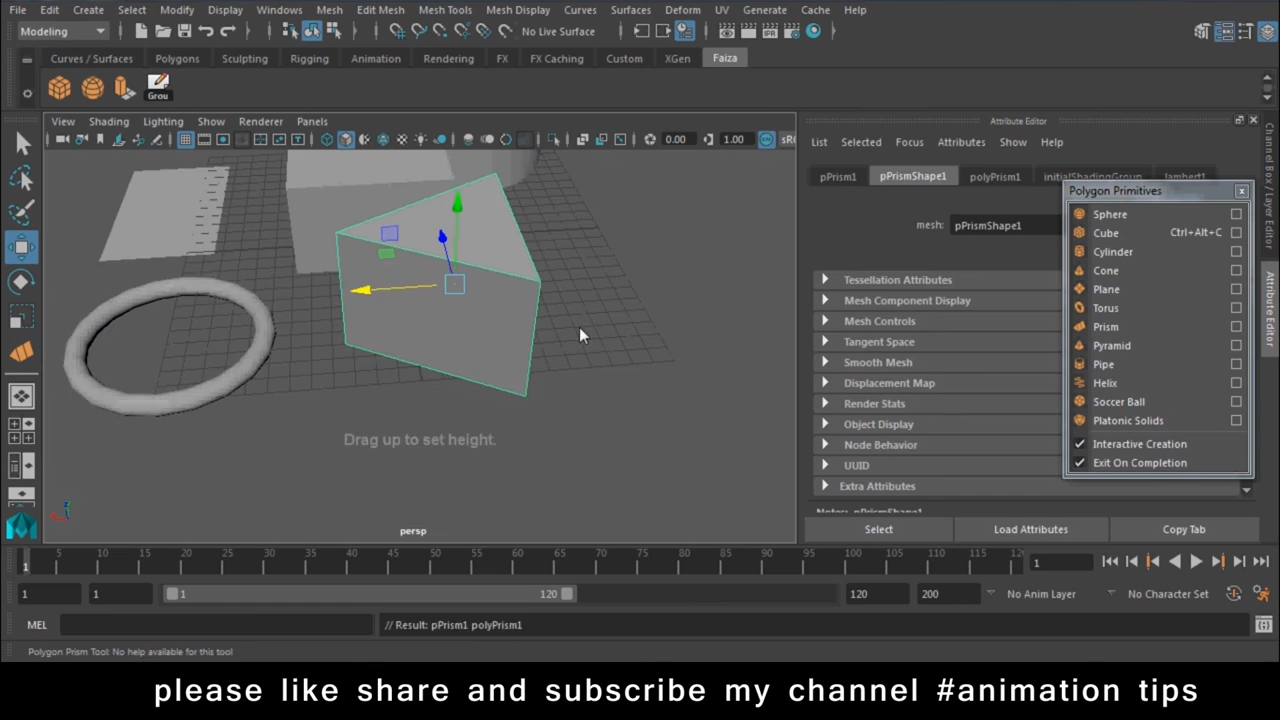 File Edit Create Select Modify Display Windows Mesh Edit Mesh Mesh Tools Mesh Display Curves Surfaces Deform UV Generate Cache Help
Modeling No Live Surface
Curves / Surfaces Polygons Sculpting Rigging Animation Rendering FX FX Caching Custom XGen Faiza
Grou
View Shading Lighting Show Renderer Panels
0.00 1.00 sR
Attribute Editor
List Selected Focus Attributes Show Help
pPrism1 pPrismShape1 polyPrism1 initialShadingGroup lambert1
mesh: pPrismShape1
Tessellation Attributes
Mesh Component Display
Mesh Controls
Tangent Space
Smooth Mesh
Displacement Map
Render Stats
Object Display
Node Behavior
UUID
Extra Attributes
Notes: pPrismShape1
Select Load Attributes Copy Tab
Polygon Primitives
Sphere
Cube Ctrl+Alt+C
Cylinder
Cone
Plane
Torus
Prism
Pyramid
Pipe
Helix
Soccer Ball
Platonic Solids
Interactive Creation
Exit On Completion
Channel Box / Layer Editor
Attribute Editor
Drag up to set height.
persp
5 10 15 20 25 30 35 40 45 50 55 60 65 70 75 80 85 90 95 100 105 110 115 12
1 1
1 1 1 120 120 200 No Anim Layer No Character Set
MEL // Result: pPrism1 polyPrism1
Polygon Prism Tool: No help available for this tool
please like share and subscribe my channel #animation tips